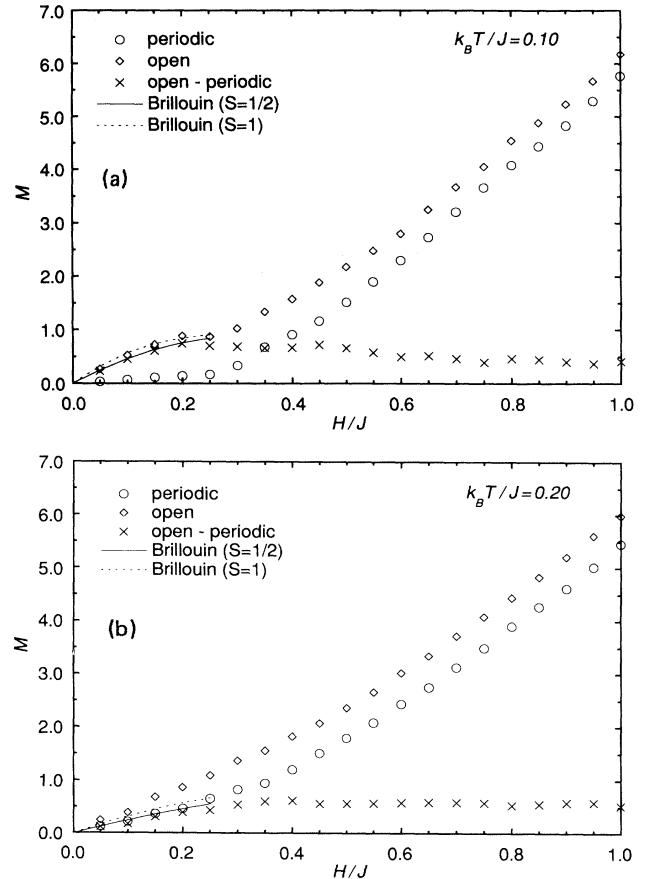 7.0
periodic
k_BT/J=0.10
6.0
open
open - periodic
5.0
Brillouin (S=1/2)
Brillouin (S=1)
4.0
(a)
M
3.0
2.0
1.0
0.0
0.0 0.2 0.4 0.6 0.8 1.0
H/J
7.0
periodic
k_BT/J=0.20
6.0
open
open - periodic
5.0
Brillouin (S=1/2)
Brillouin (S=1)
4.0
(b)
M
3.0
2.0
1.0
0.0
0.0 0.2 0.4 0.6 0.8 1.0
H/J